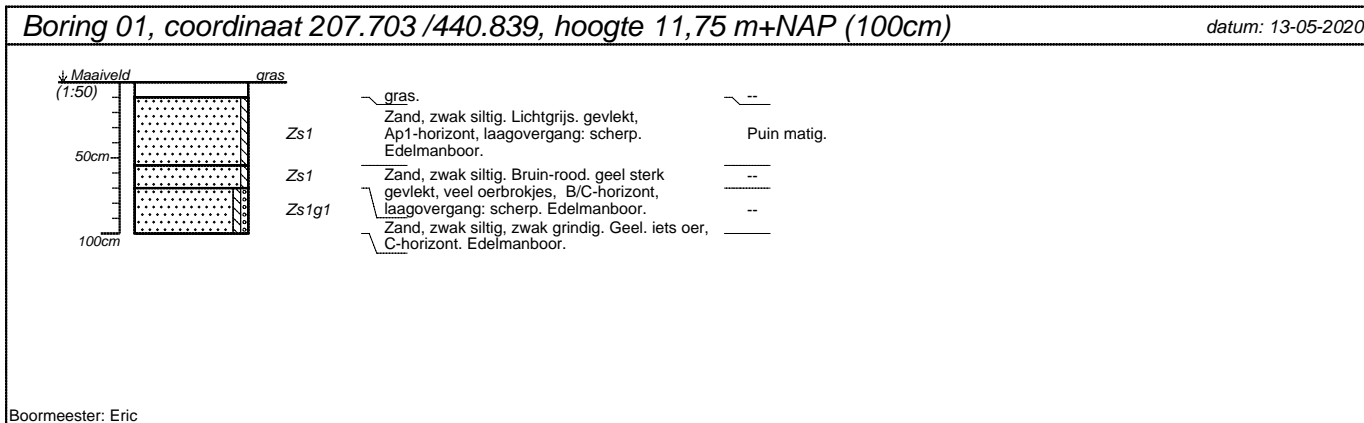 Boring 01, coordinaat 207.703 /440.839, hoogte 11,75 m+NAP (100cm)
datum: 13-05-2020
Maaiveld
gras
(1:50)
gras.
--
Zs1
Zand, zwak siltig. Lichtgrijs. gevlekt,
Ap1-horizont, laagovergang: scherp.
Edelmanboor.
Puin matig.
50cm
Zs1
Zand, zwak siltig. Bruin-rood. geel sterk
gevlekt, veel oerbrokjes, B/C-horizont,
laagovergang: scherp. Edelmanboor.
--
Zs1g1
Zand, zwak siltig, zwak grindig. Geel. iets oer,
C-horizont. Edelmanboor.
--
100cm
Boormeester: Eric